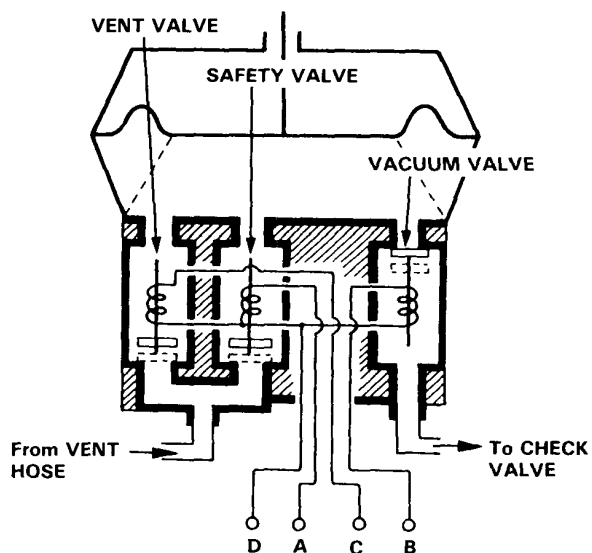 VENT VALVE
SAFETY VALVE
VACUUM VALVE
From VENT
HOSE
To CHECK
VALVE
D A C B